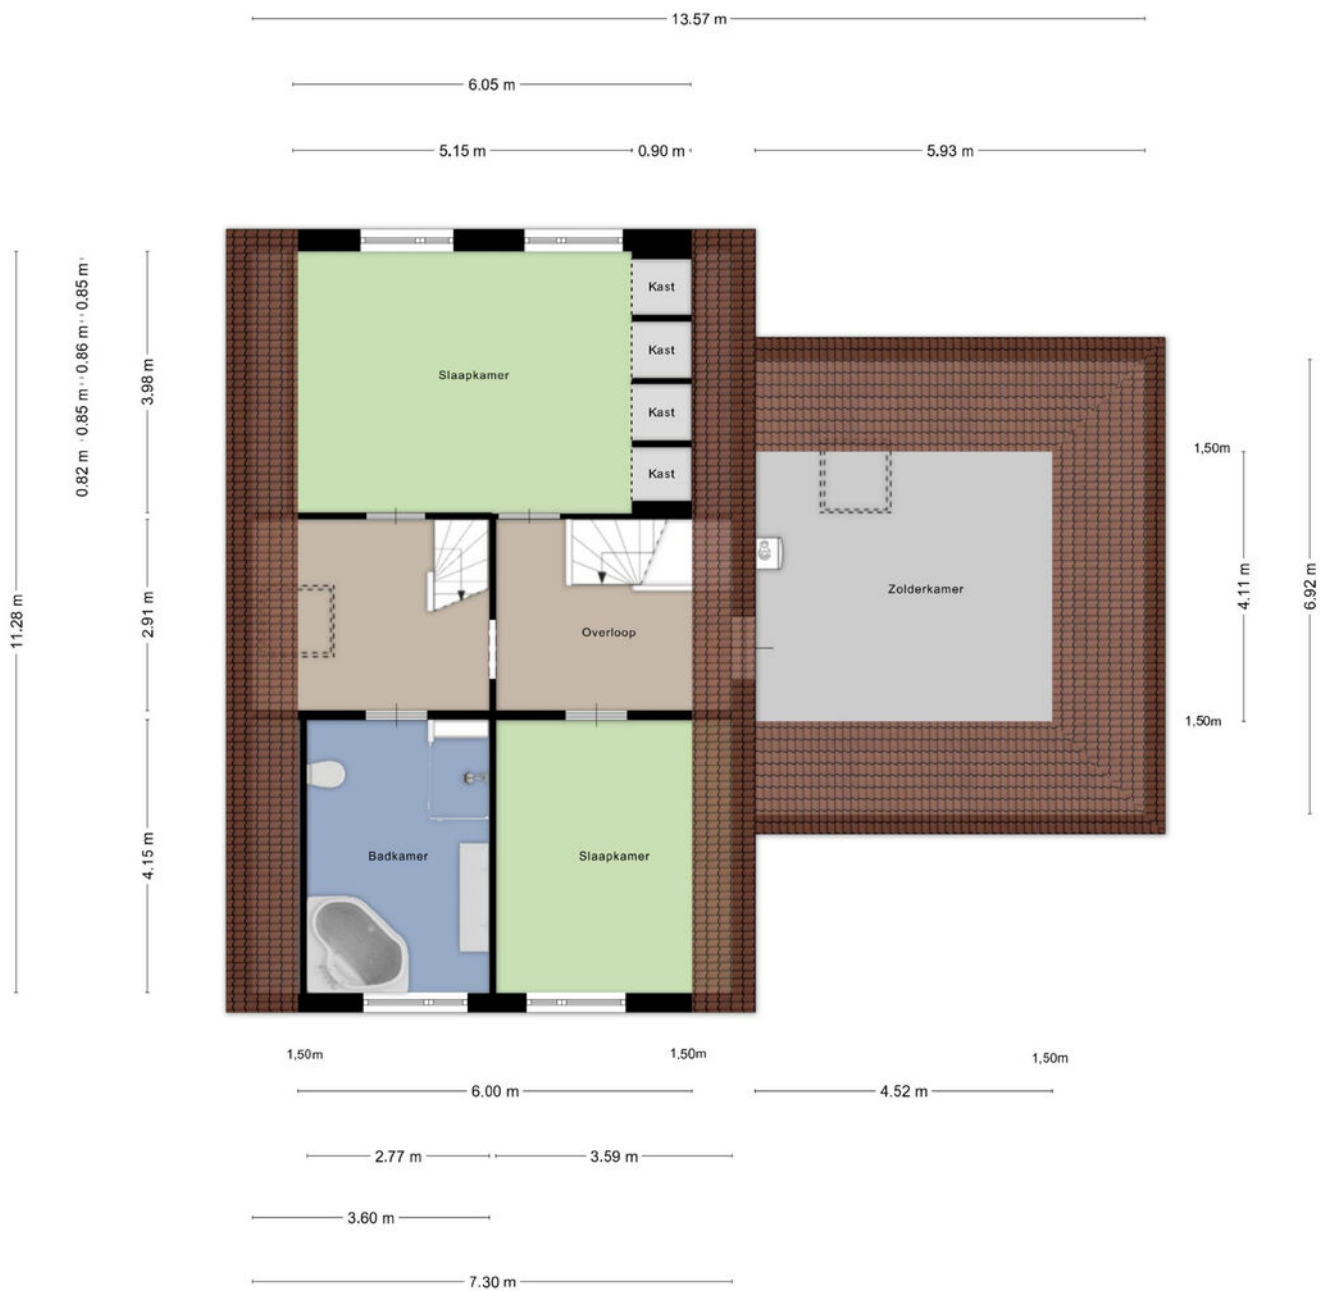 13.57 m
6.05 m
5.15 m
0.90 m
5.93 m
0.85 m
0.86 m
0.85 m
0.82 m
3.98 m
2.91 m
4.15 m
11.28 m
Kast
Kast
Slaapkamer
Kast
Kast
1,50m
Zolderkamer
4.11 m
6.92 m
Overloop
1,50m
Badkamer
Slaapkamer
1,50m
1,50m
1,50m
6.00 m
4.52 m
2.77 m
3.59 m
3.60 m
7.30 m